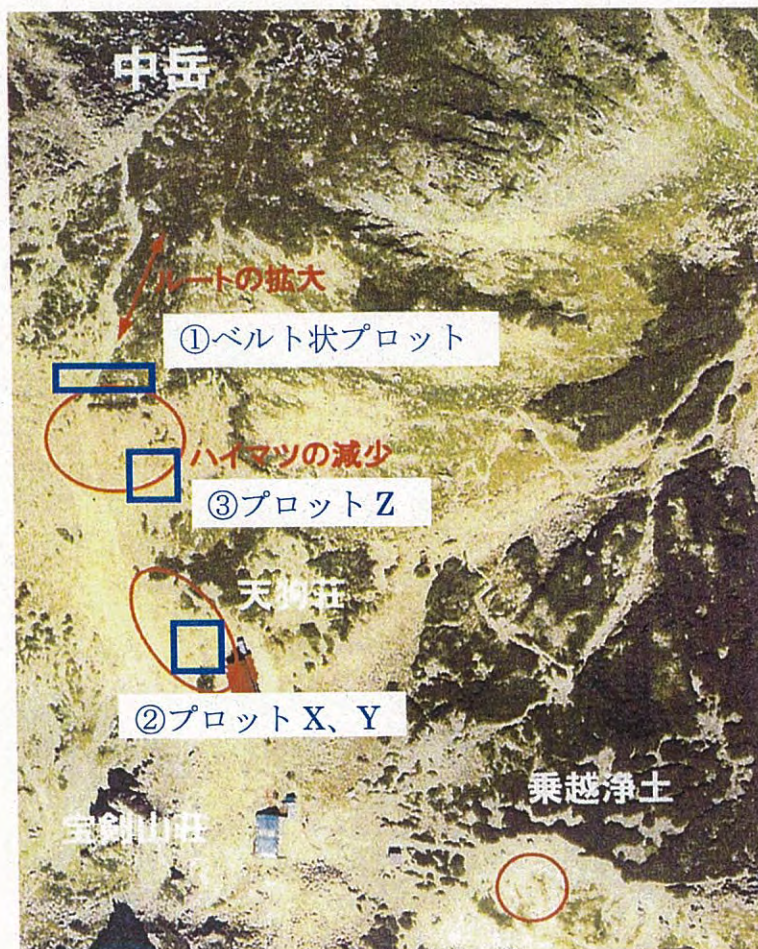 中岳
ルートの拡大
①ベルト状プロット
ハイマツの減少
③プロット Z
天狗荘
②プロット X、Y
乗越浄土
宝剣山荘